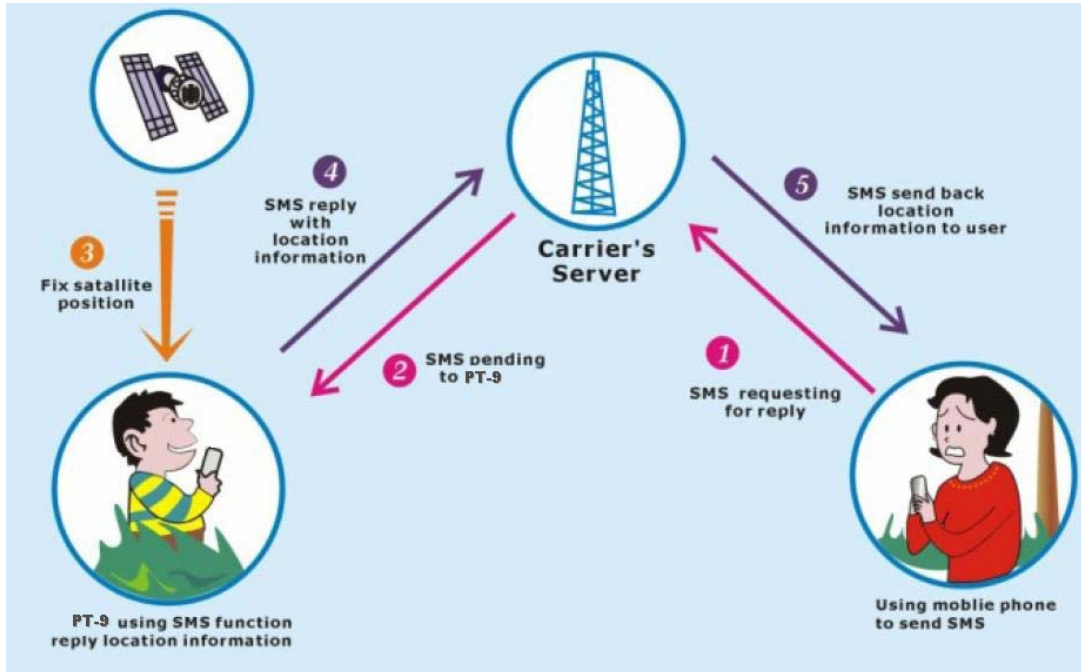 4
SMS reply
with
location
information
5
SMS send back
location
information to user
3
Fix satallite
position
Carrier's
Server
2
SMS pending
to PT-9
1
SMS requesting
for reply
PT-9 using SMS function
reply location information
Using moblie phone
to send SMS